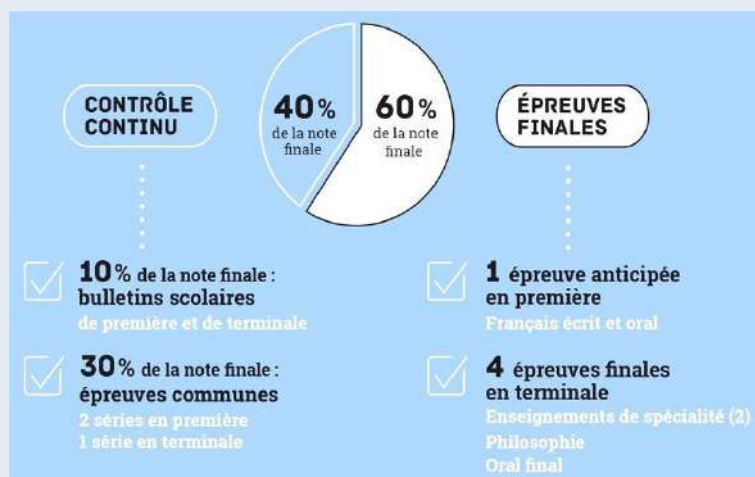 CONTRÔLE
CONTINU
40%
de la note
finale
60%
de la note
finale
ÉPREUVES
FINALES
10% de la note finale :
bulletins scolaires
de première et de terminale
30% de la note finale :
épreuves communes
2 séries en première
1 série en terminale
1 épreuve anticipée
en première
Français écrit et oral
4 épreuves finales
en terminale
Enseignements de spécialité (2)
Philosophie
Oral final